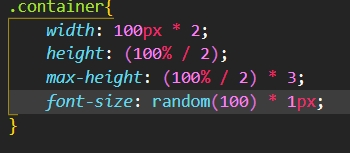 .container{
width: 100px * 2;
height: (100% / 2);
max-height: (100% / 2) * 3;
font-size: random(100) * 1px;
}